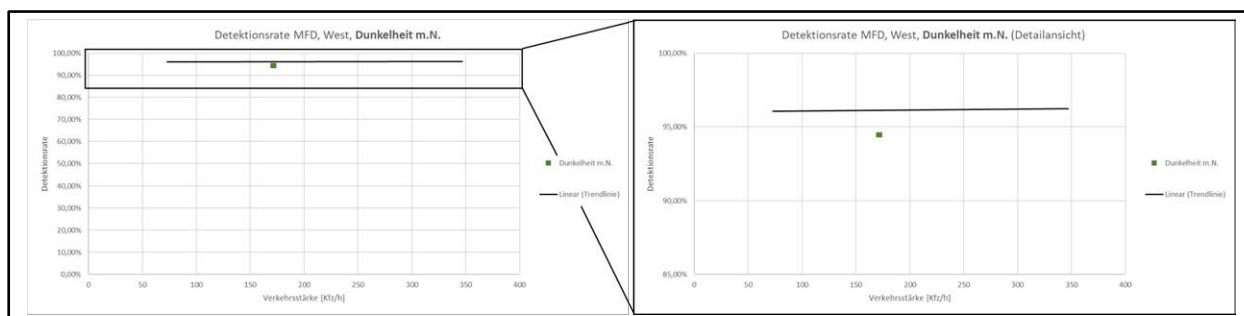 Detektionsrate MFD, West, Dunkelheit m.N.
100,00%
90,00%
80,00%
70,00%
60,00%
50,00%
40,00%
30,00%
20,00%
10,00%
0,00%
Detektionsrate
0 50 100 150 200 250 300 350 400
Verkehrsstärke [Kfz/h]
Dunkelheit m.N.
Linear (Trendlinie)
Detektionsrate MFD, West, Dunkelheit m.N. (Detailansicht)
100,00%
95,00%
90,00%
85,00%
Detektionsrate
0 50 100 150 200 250 300 350 400
Verkehrsstärke [Kfz/h]
Dunkelheit m.N.
Linear (Trendlinie)